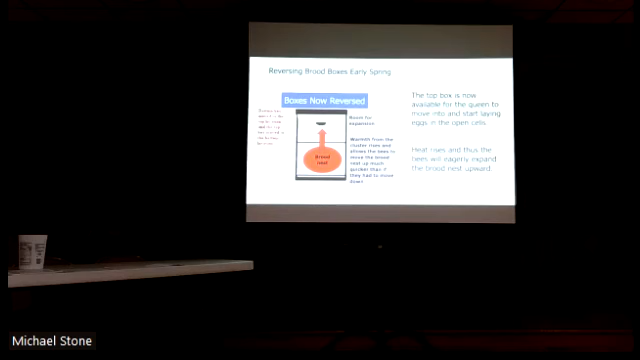 Reversing Brood Boxes Early Spring
Boxes Now Reversed
The top box is now
available for the queen to
move into and start laying
eggs in the open cells.
Room for
expansion
Warmth from the
cluster rises and
allows the bees to
move the brood
nest up much
quicker than if
they had to move
down
Brood
nest
Heat rises and thus the
bees will eagerly expand
the brood nest upward.
Michael Stone